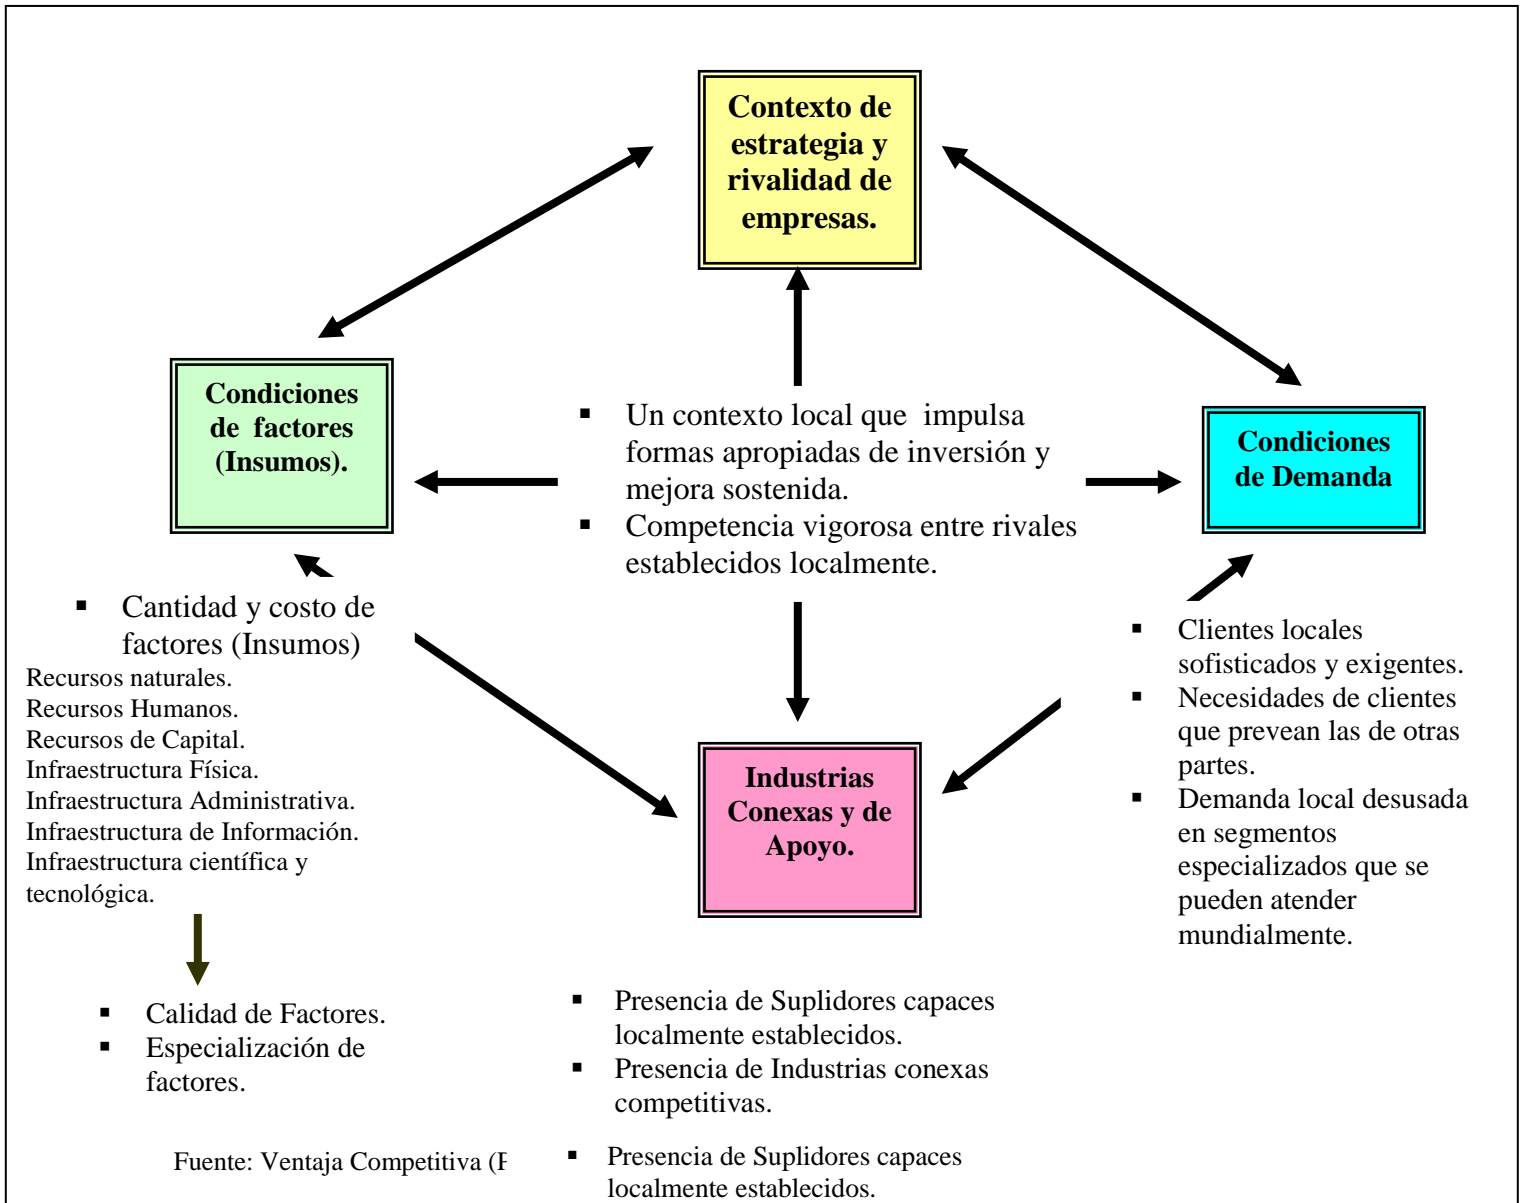 Contexto de
estrategia y
rivalidad de
empresas.
Condiciones
de factores
(Insumos).
▪ Un contexto local que impulsa
formas apropiadas de inversión y
mejora sostenida.
▪ Competencia vigorosa entre rivales
establecidos localmente.
Condiciones
de Demanda
▪ Cantidad y costo de
factores (Insumos)
Recursos naturales.
Recursos Humanos.
Recursos de Capital.
Infraestructura Física.
Infraestructura Administrativa.
Infraestructura de Información.
Infraestructura científica y
tecnológica.
▪ Calidad de Factores.
▪ Especialización de
factores.
Industrias
Conexas y de
Apoyo.
▪ Clientes locales
sofisticados y exigentes.
▪ Necesidades de clientes
que prevean las de otras
partes.
▪ Demanda local desusada
en segmentos
especializados que se
pueden atender
mundialmente.
▪ Presencia de Suplidores capaces
localmente establecidos.
▪ Presencia de Industrias conexas
competitivas.
Fuente: Ventaja Competitiva (
▪ Presencia de Suplidores capaces
localmente establecidos.